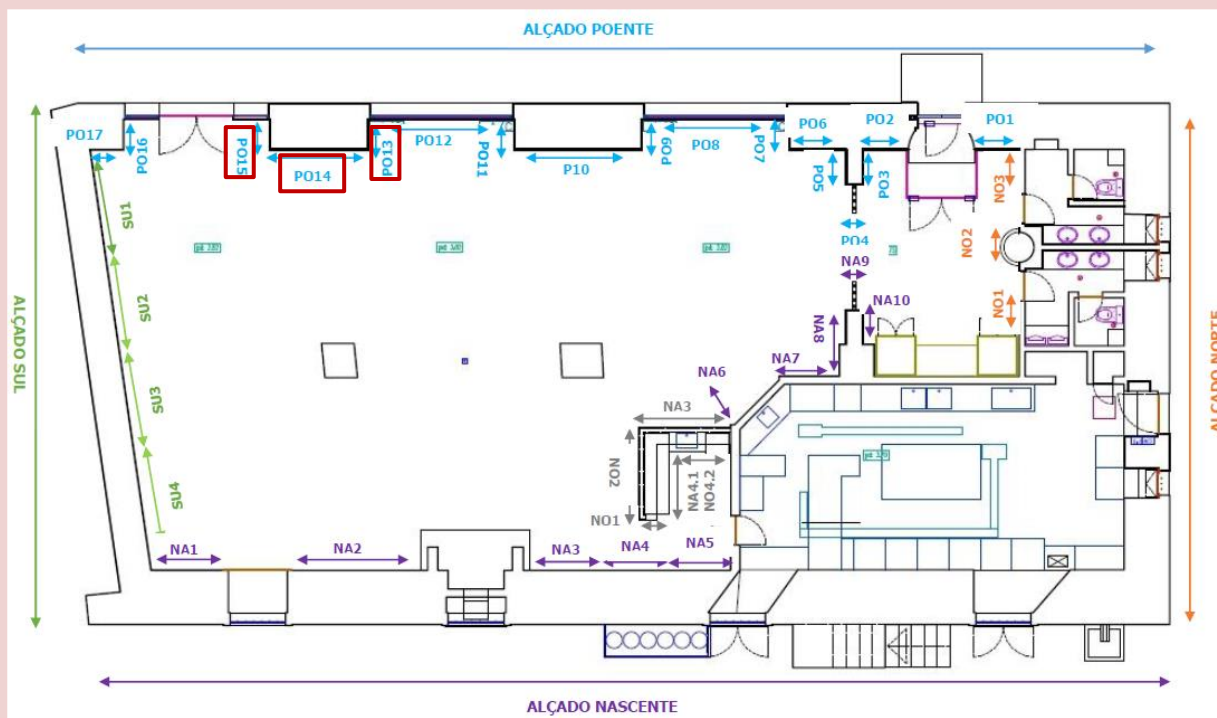 ALÇADO POENTE
PO17
PO16
PO15
PO14
PO13
PO12
PO11
P10
PO9
PO8
PO7
PO6
PO5
PO2
PO3
PO1
PO4
NO3
NO2
NO1
SU1
SU2
SU3
SU4
NA9
NA10
NA8
NA7
NA6
NA3
NO2
NA4.1
NO4.2
NO1
NA1
NA2
NA3
NA4
NA5
ALÇADO SUL
ALÇADO NORTE
ALÇADO NASCENTE